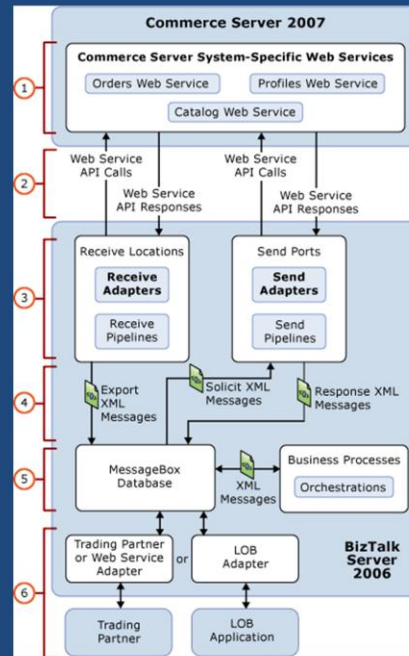 Commerce Server 2007
1
Commerce Server System-Specific Web Services
Orders Web Service
Profiles Web Service
Catalog Web Service
2
Web Service
API Calls
Web Service
API Responses
Web Service
API Calls
Web Service
API Responses
3
Receive Locations
Receive
Adapters
Receive
Pipelines
Send Ports
Send
Adapters
Send
Pipelines
4
Export
XML
Messages
Solicit XML
Messages
Response XML
Messages
5
MessageBox
Database
XML
Messages
Business Processes
Orchestrations
6
Trading Partner
or Web Service
Adapter
or
LOB
Adapter
BizTalk
Server
2006
Trading
Partner
LOB
Application